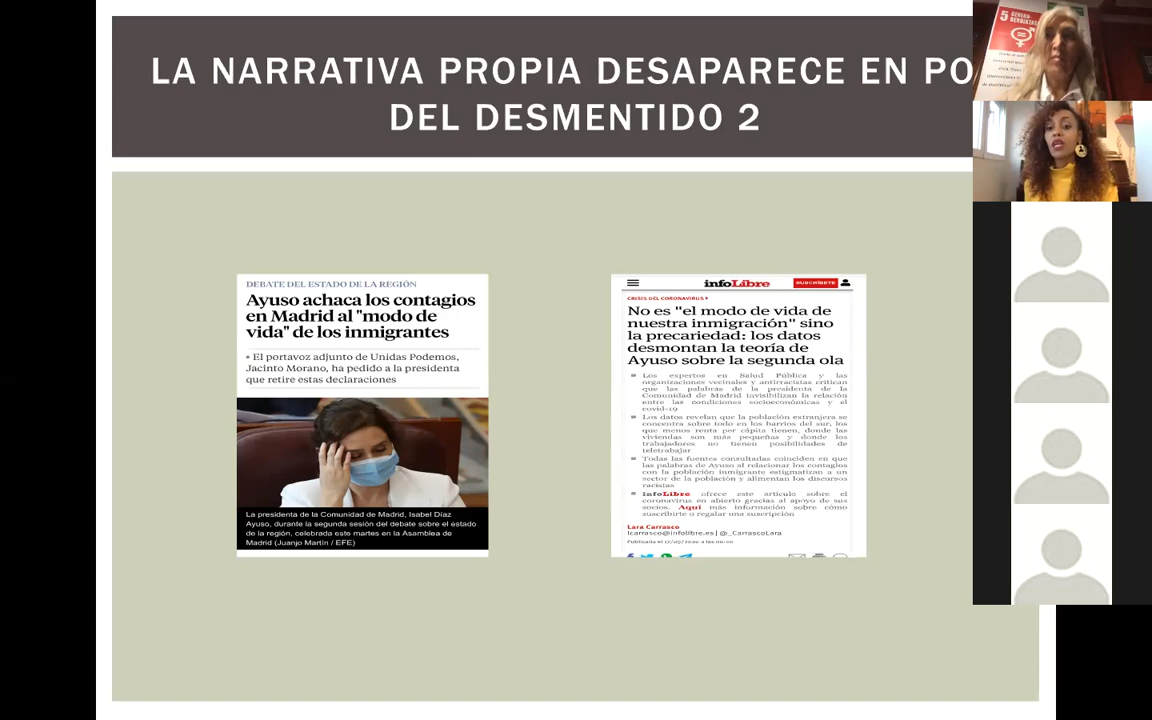 LA NARRATIVA PROPIA DESAPARECE EN PO
DEL DESMENTIDO 2
DEBATE DEL ESTADO DE LA REGIÓN
Ayuso achaca los contagios
en Madrid al "modo de
vida" de los inmigrantes
• El portavoz adjunto de Unidas Podemos,
Jacinto Morano, ha pedido a la presidenta
que retire estas declaraciones
La presidenta de la Comunidad de Madrid, Isabel Díaz
Ayuso, durante la segunda sesión del debate sobre el estado
de la región, celebrada este martes en la Asamblea de
Madrid (Juanjo Martín / EFE)
infoLibre
SUSCRÍBETE
CRISIS DEL CORONAVIRUS
No es "el modo de vida de
nuestra inmigración" sino
la precariedad: los datos
desmontan la teoría de
Ayuso sobre la segunda ola
Los expertos en Salud Pública y las
organizaciones vecinales y antirracistas critican
que las palabras de la presidenta de la
Comunidad de Madrid invisibilizan la relación
entre las condiciones socioeconómicas y el
covid-19
Los datos revelan que la población extranjera se
concentra sobre todo en los barrios del sur, los
que menos renta per cápita tienen, donde las
viviendas son más pequeñas y donde los
trabajadores no tienen posibilidades de
teletrabajar
Todas las fuentes consultadas coinciden en que
las palabras de Ayuso al relacionar los contagios
con la población inmigrante estigmatizan a un
sector de la población y alimentan los discursos
racistas
infoLibre ofrece este artículo sobre el
coronavirus en abierto gracias al apoyo de sus
socios. Aquí más información sobre cómo
suscribirte o regalar una suscripción
Lara Carrasco
lcarrasco@infolibre.es | @_CarrascoLara
5